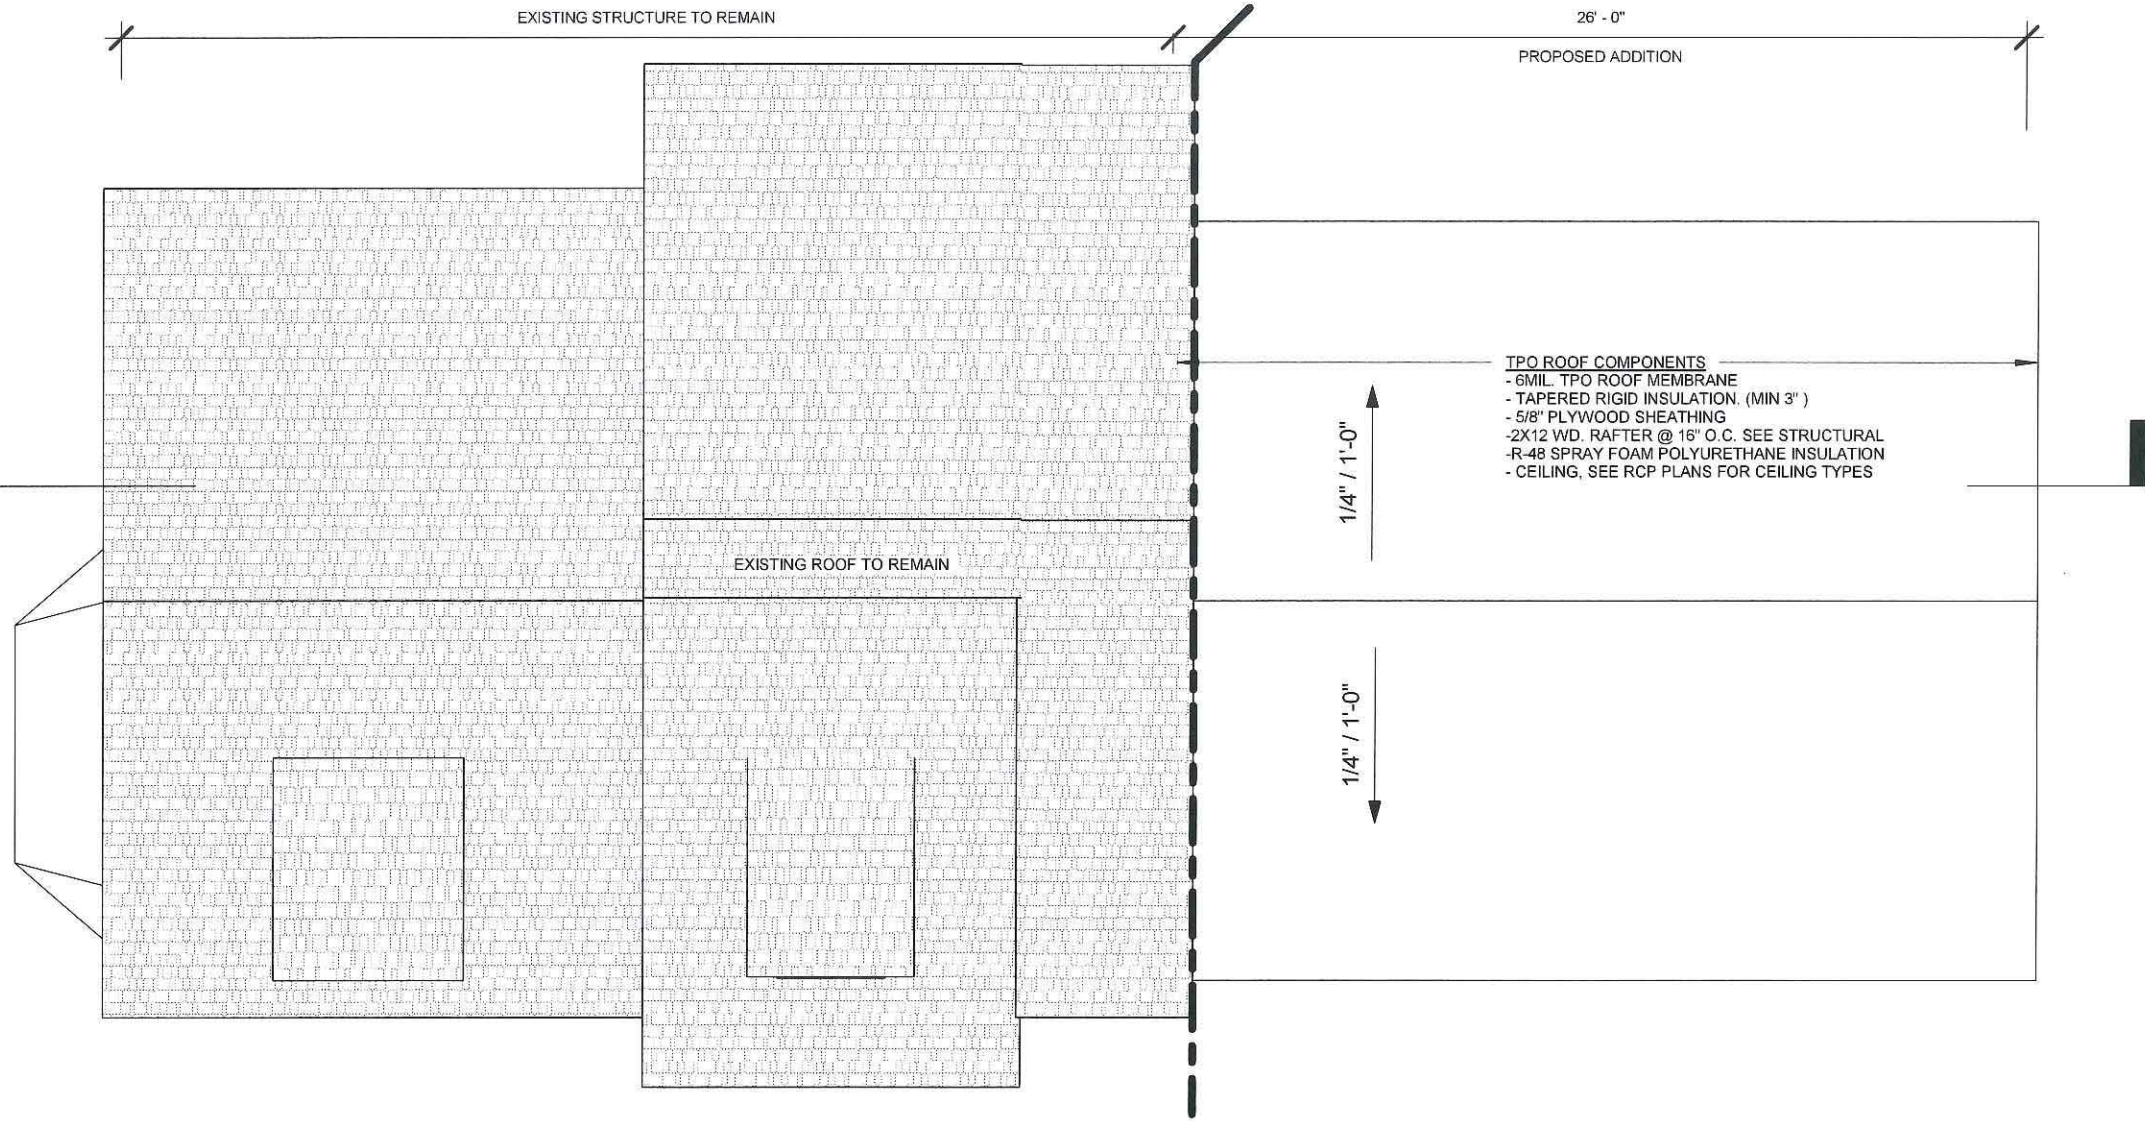 EXISTING STRUCTURE TO REMAIN
26' - 0"
PROPOSED ADDITION
TPO ROOF COMPONENTS
- 6MIL. TPO ROOF MEMBRANE
- TAPERED RIGID INSULATION. (MIN 3" )
- 5/8" PLYWOOD SHEATHING
-2X12 WD. RAFTER @ 16" O.C. SEE STRUCTURAL
-R-48 SPRAY FOAM POLYURETHANE INSULATION
- CEILING, SEE RCP PLANS FOR CEILING TYPES
1/4" / 1'-0"
EXISTING ROOF TO REMAIN
1/4" / 1'-0"